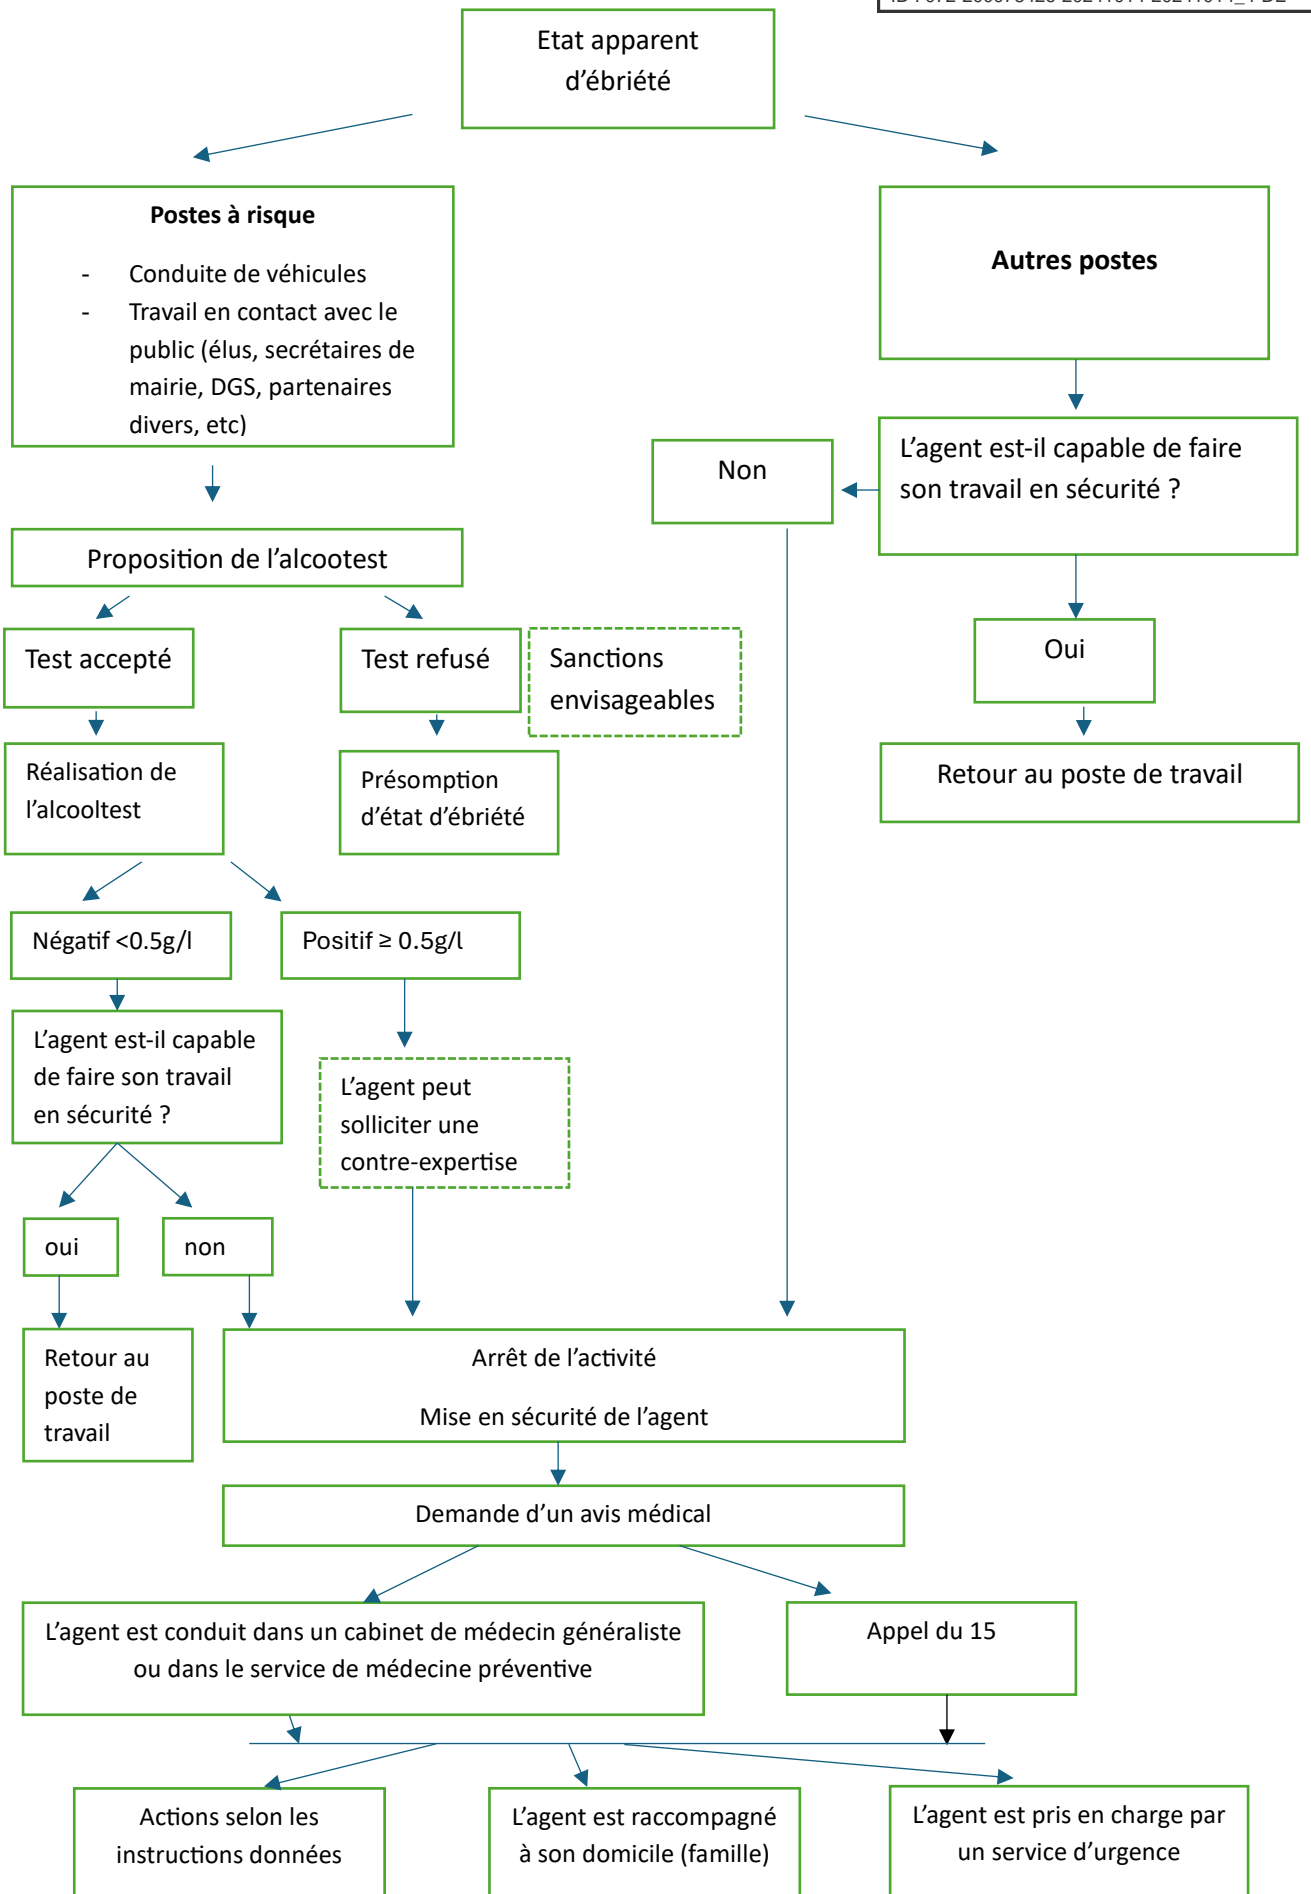 Etat apparent
d’ébriété
Postes à risque
- Conduite de véhicules
- Travail en contact avec le
public (élus, secrétaires de
mairie, DGS, partenaires
divers, etc)
Autres postes
L’agent est-il capable de faire
son travail en sécurité ?
Non
Oui
Retour au poste de travail
Proposition de l’alcootest
Test accepté
Test refusé
Sanctions
envisageables
Réalisation de
l’alcooltest
Présomption
d’état d’ébriété
Négatif <0.5g/l
Positif ≥ 0.5g/l
L’agent est-il capable
de faire son travail
en sécurité ?
L’agent peut
solliciter une
contre-expertise
oui
non
Retour au
poste de
travail
Arrêt de l’activité
Mise en sécurité de l’agent
Demande d’un avis médical
L’agent est conduit dans un cabinet de médecin généraliste
ou dans le service de médecine préventive
Appel du 15
Actions selon les
instructions données
L’agent est raccompagné
à son domicile (famille)
L’agent est pris en charge par
un service d’urgence